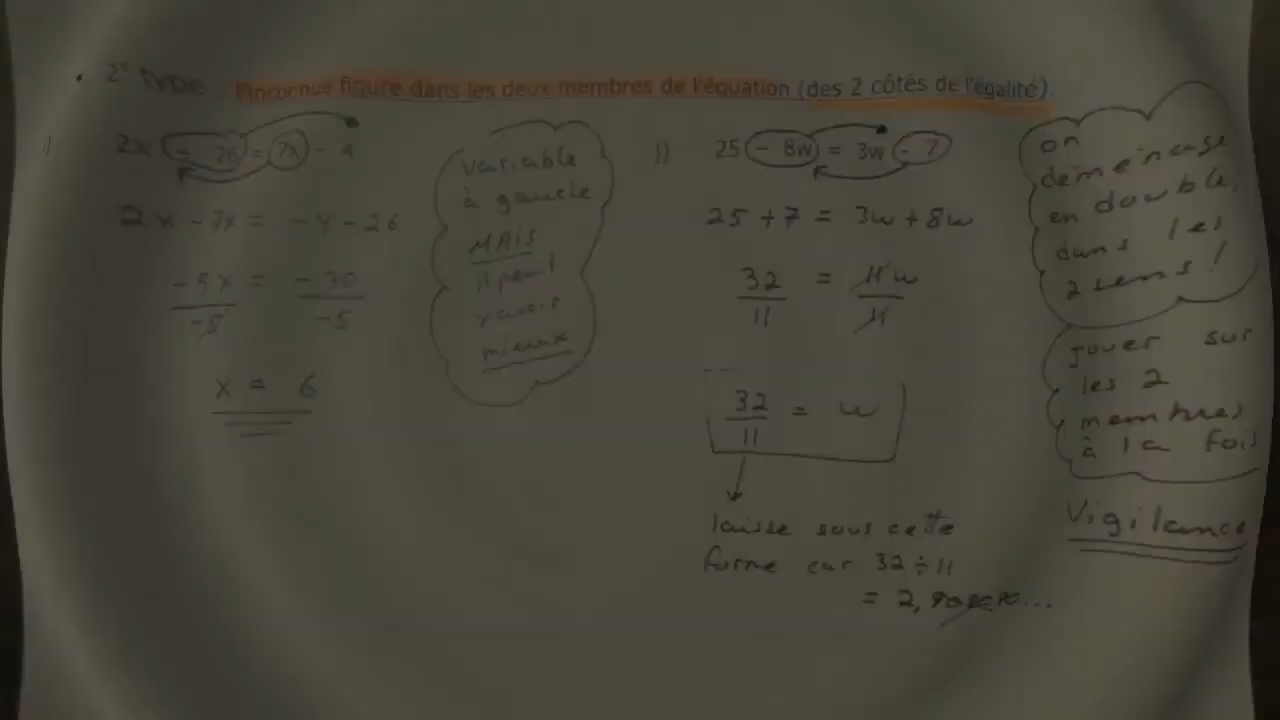 • 2e type
l'inconnue figure dans les deux membres de l'équation (des 2 côtés de l'égalité).
2x - 26 = 7x - 4
2x - 7x = -4 - 26
-5x = -30
-5 -5
x = 6
variable
à gauche
MAIS
il peut
y avoir
mieux
25 - 8w = 3w - 7
25 + 7 = 3w + 8w
32 = 11w
11 11
32 = w
11
laisse sous cette
forme car 32 ÷ 11
= 2,909090...
on
déménage
en double,
dans les
2 sens!
jouer sur
les 2
membres
à la fois
Vigilance